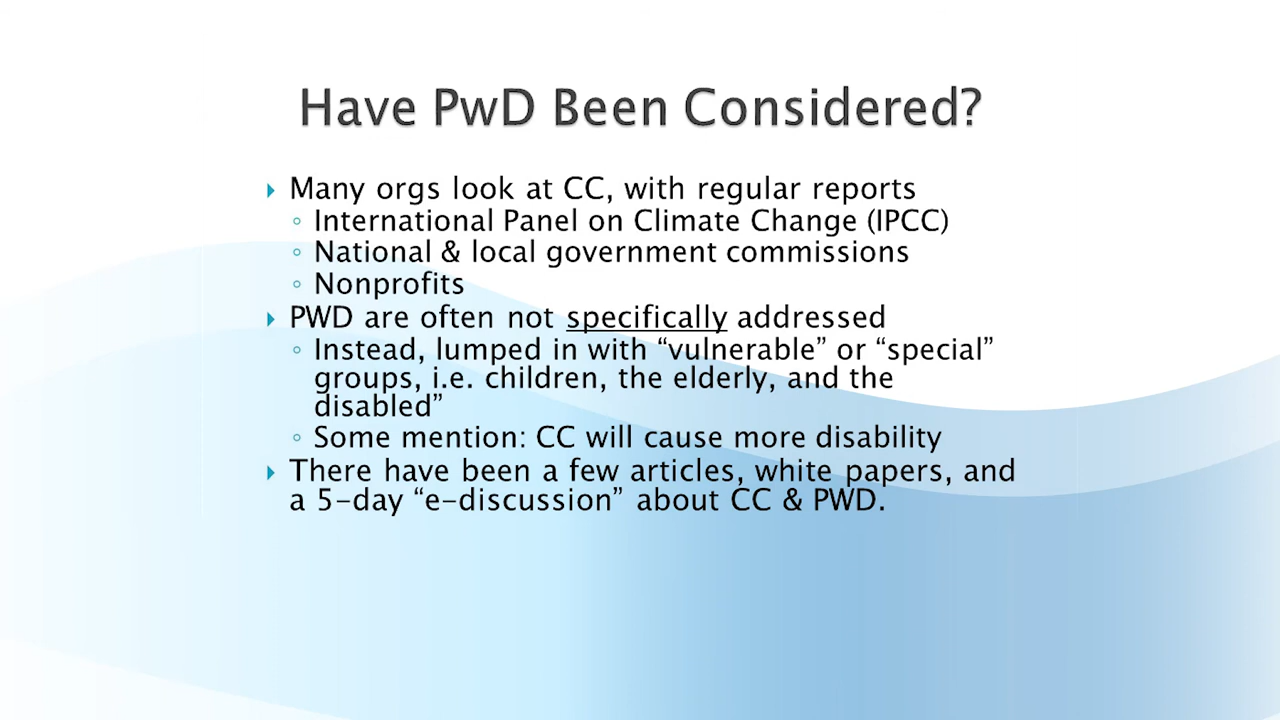 Have PwD Been Considered?
Many orgs look at CC, with regular reports
International Panel on Climate Change (IPCC)
National & local government commissions
Nonprofits
PWD are often not specifically addressed
Instead, lumped in with “vulnerable” or “special”
groups, i.e. children, the elderly, and the
disabled”
Some mention: CC will cause more disability
There have been a few articles, white papers, and
a 5-day “e-discussion” about CC & PWD.